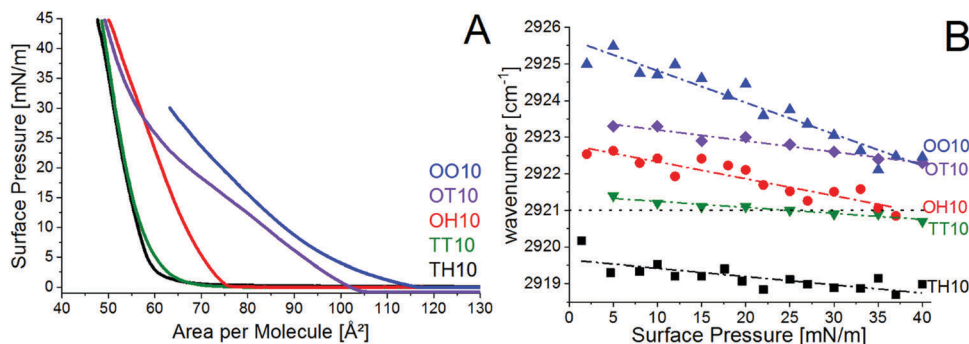 A
Surface Pressure [mN/m]
45
40
35
30
25
20
15
10
5
0
OO10
OT10
OH10
TT10
TH10
40 50 60 70 80 90 100 110 120 130
Area per Molecule [Å²]
B
wavenumber [cm⁻¹]
2926
2925
2924
2923
2922
2921
2920
2919
OO10
OT10
OH10
TT10
TH10
0 5 10 15 20 25 30 35 40
Surface Pressure [mN/m]